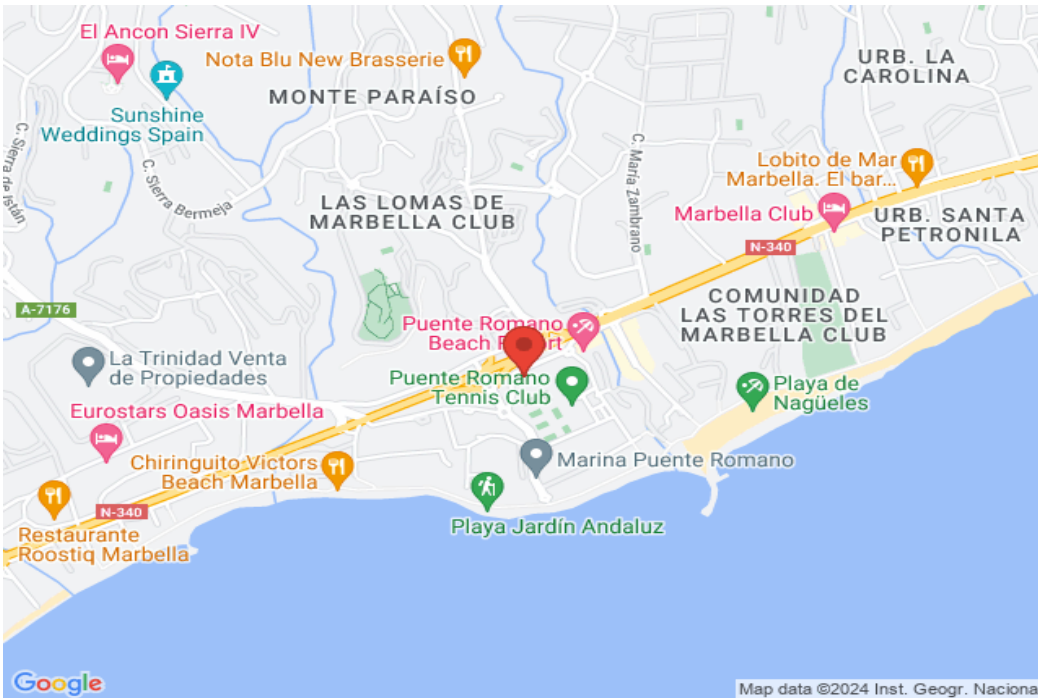 El Ancon Sierra IV
Nota Blu New Brasserie
URB. LA
CAROLINA
MONTE PARAÍSO
Sunshine
Weddings Spain
C. Sierra de Istán
C. Sierra Bermeja
C. María Zambrano
Lobito de Mar
Marbella. El bar...
LAS LOMAS DE
MARBELLA CLUB
Marbella Club
URB. SANTA
PETRONILA
N-340
A-7176
COMUNIDAD
LAS TORRES DEL
MARBELLA CLUB
Puente Romano
Beach
La Trinidad Venta
de Propiedades
Puente Romano
Tennis Club
Playa de
Nagüeles
Eurostars Oasis Marbella
Chiringuito Victors
Beach Marbella
Marina Puente Romano
N-340
Playa Jardín Andaluz
Restaurante
Roostiq Marbella
Google
Map data ©2024 Inst. Geogr. Naciona